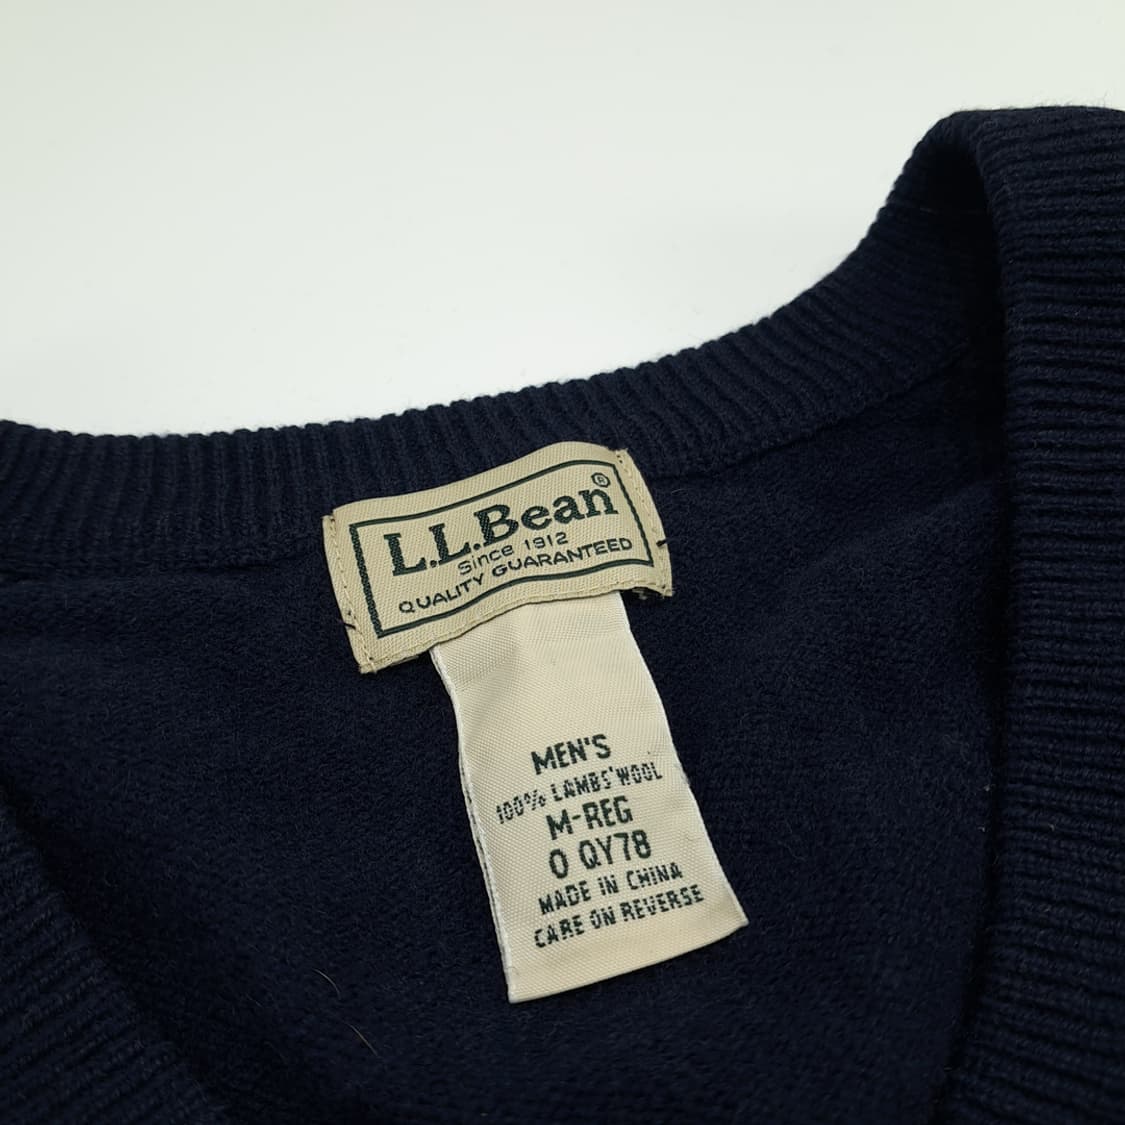 L.L.Bean®
Since 1912
QUALITY GUARANTEED
MEN'S
100% LAMBS'WOOL
M-REG
0 QY78
MADE IN CHINA
CARE ON REVERSE